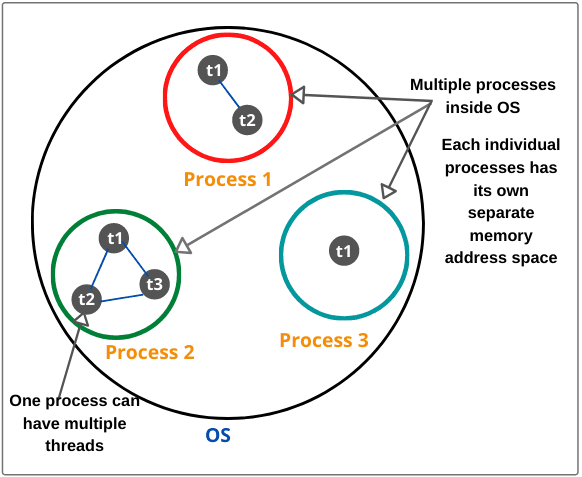 t1
t2
Process 1
Multiple processes
inside OS
Each individual
processes has
its own
separate
memory
address space
t1
t2
t3
Process 2
t1
Process 3
One process can
have multiple
threads
OS